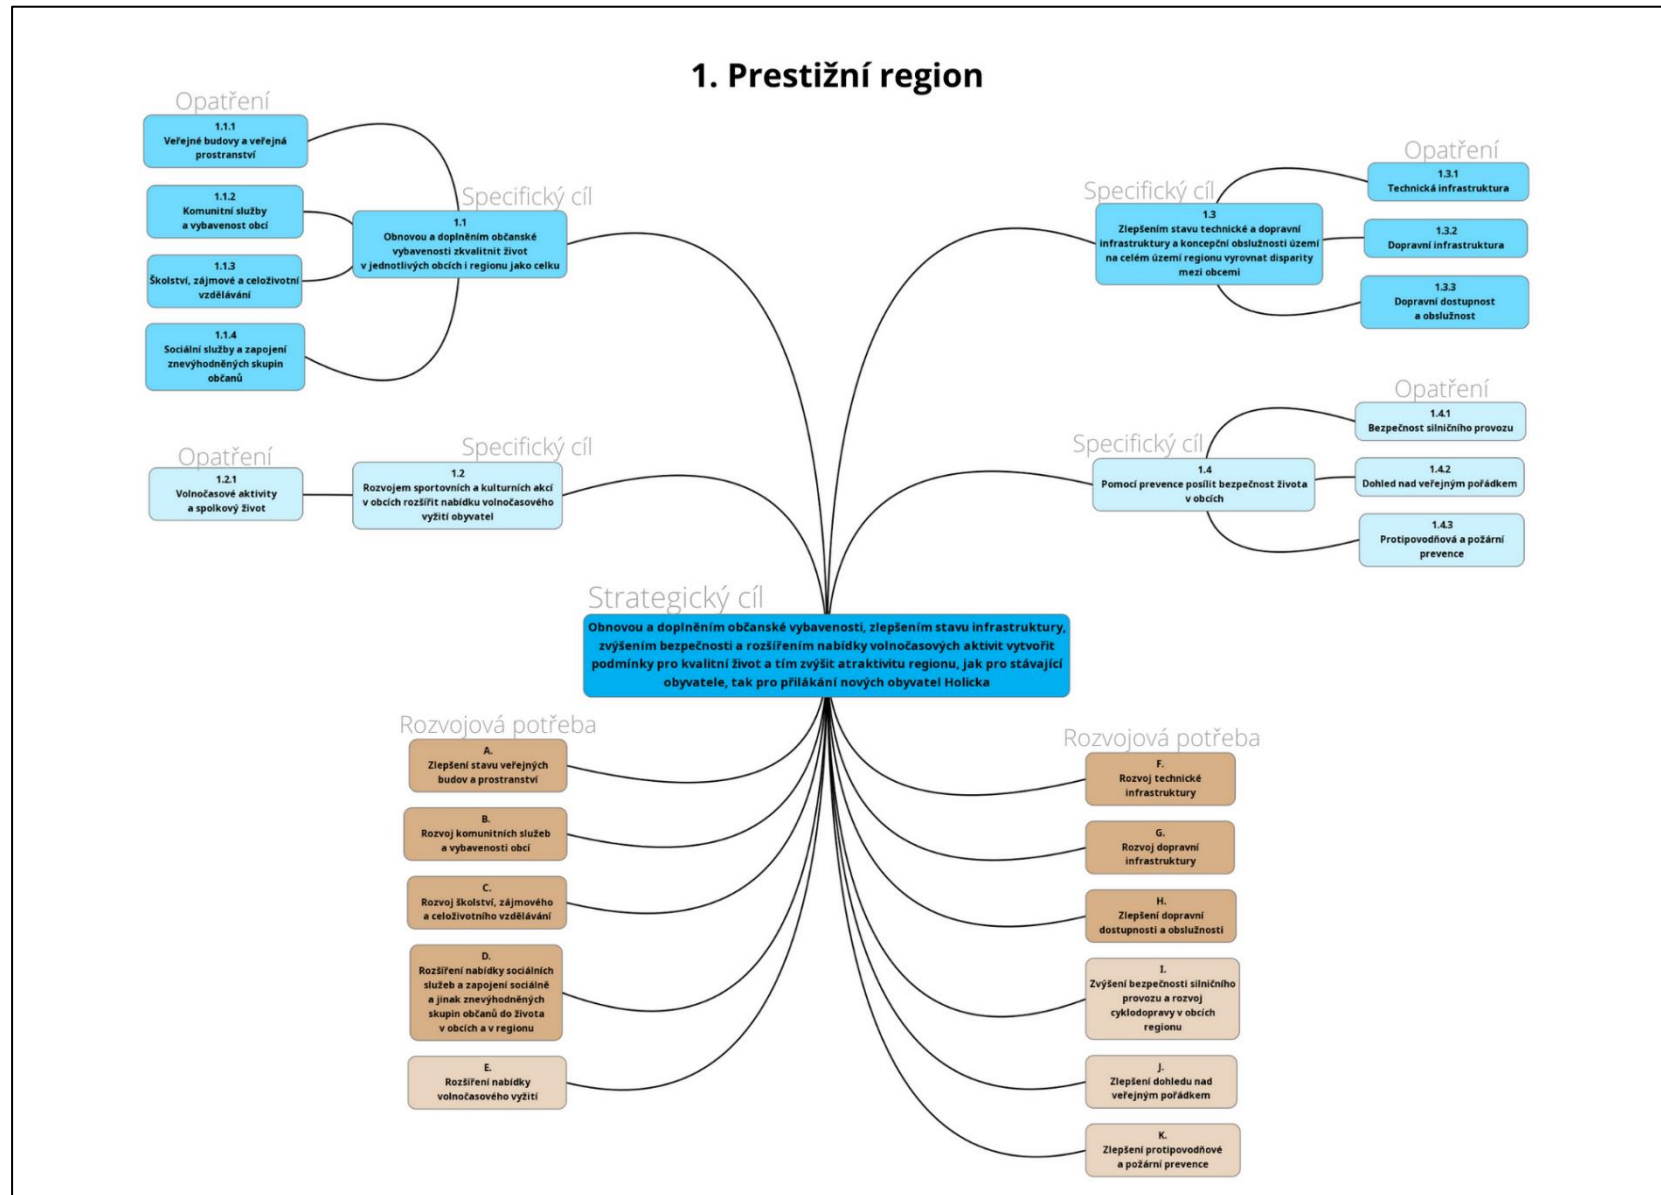 1. Prestižní region
Opatření
1.1.1
Veřejné budovy a veřejná
prostranství
1.1.2
Komunitní služby
a vybavenost obcí
1.1.3
Školství, zájmové a celoživotní
vzdělávání
1.1.4
Sociální služby a zapojení
znevýhodněných skupin
občanů
Specifický cíl
1.1
Obnovou a doplněním občanské
vybavenosti zkvalitnit život
v jednotlivých obcích i regionu jako celku
Opatření
1.2.1
Volnočasové aktivity
a spolkový život
Specifický cíl
1.2
Rozvojem sportovních a kulturních akcí
v obcích rozšířit nabídku volnočasového
vyžití obyvatel
Specifický cíl
1.3
Zlepšením stavu technické a dopravní
infrastruktury a koncepční obslužnosti území
na celém území regionu vyrovnat disparity
mezi obcemi
Opatření
1.3.1
Technická infrastruktura
1.3.2
Dopravní infrastruktura
1.3.3
Dopravní dostupnost
a obslužnost
Specifický cíl
1.4
Pomocí prevence posílit bezpečnost života
v obcích
Opatření
1.4.1
Bezpečnost silničního provozu
1.4.2
Dohled nad veřejným pořádkem
1.4.3
Protipovodňová a požární
prevence
Strategický cíl
Obnovou a doplněním občanské vybavenosti, zlepšením stavu infrastruktury,
zvýšením bezpečnosti a rozšířením nabídky volnočasových aktivit vytvořit
podmínky pro kvalitní život a tím zvýšit atraktivitu regionu, jak pro stávající
obyvatele, tak pro přilákání nových obyvatel Holicka
Rozvojová potřeba
A.
Zlepšení stavu veřejných
budov a prostranství
B.
Rozvoj komunitních služeb
a vybavenosti obcí
C.
Rozvoj školství, zájmového
a celoživotního vzdělávání
D.
Rozšíření nabídky sociálních
služeb a zapojení sociálně
a jinak znevýhodněných
skupin občanů do života
v obcích a v regionu
E.
Rozšíření nabídky
volnočasového vyžití
Rozvojová potřeba
F.
Rozvoj technické
infrastruktury
G.
Rozvoj dopravní
infrastruktury
H.
Zlepšení dopravní
dostupnosti a obslužnosti
I.
Zvýšení bezpečnosti silničního
provozu a rozvoj
cyklodopravy v obcích
regionu
J.
Zlepšení dohledu nad
veřejným pořádkem
K.
Zlepšení protipovodňové
a požární prevence